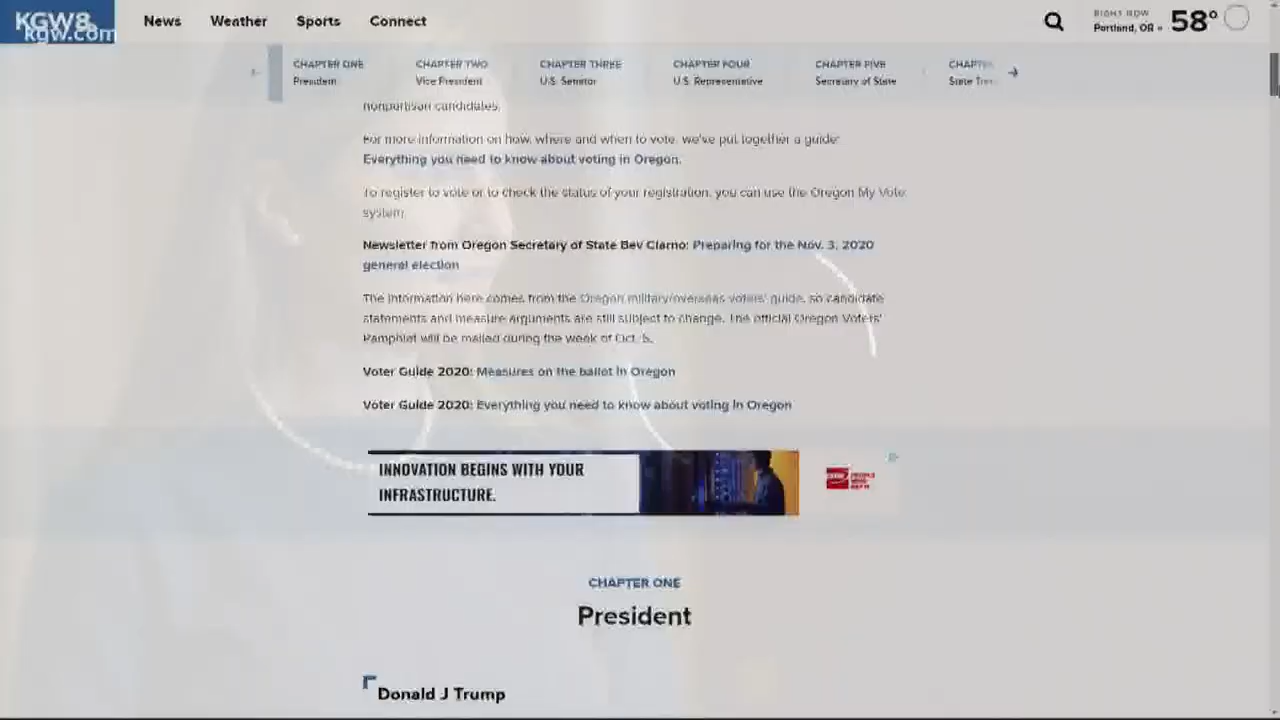 KGW8
kgw.com
News
Weather
Sports
Connect
RIGHT NOW
Portland, OR »
58°
CHAPTER ONE
President
CHAPTER TWO
Vice President
CHAPTER THREE
U.S. Senator
CHAPTER FOUR
U.S. Representative
CHAPTER FIVE
Secretary of State
State
nonpartisan candidates.
For more information on how, where and when to vote, we've put together a guide:
Everything you need to know about voting in Oregon.
To register to vote or to check the status of your registration, you can use the Oregon My Vote
system.
Newsletter from Oregon Secretary of State Bev Clarno: Preparing for the Nov. 3, 2020
general election
The information here comes from the Oregon military/overseas voters' guide, so candidate
statements and measure arguments are still subject to change. The official Oregon Voters'
Pamphlet will be mailed during the week of Oct. 5.
Voter Guide 2020: Measures on the ballot in Oregon
Voter Guide 2020: Everything you need to know about voting in Oregon
INNOVATION BEGINS WITH YOUR
INFRASTRUCTURE.
CHAPTER ONE
President
Donald J Trump